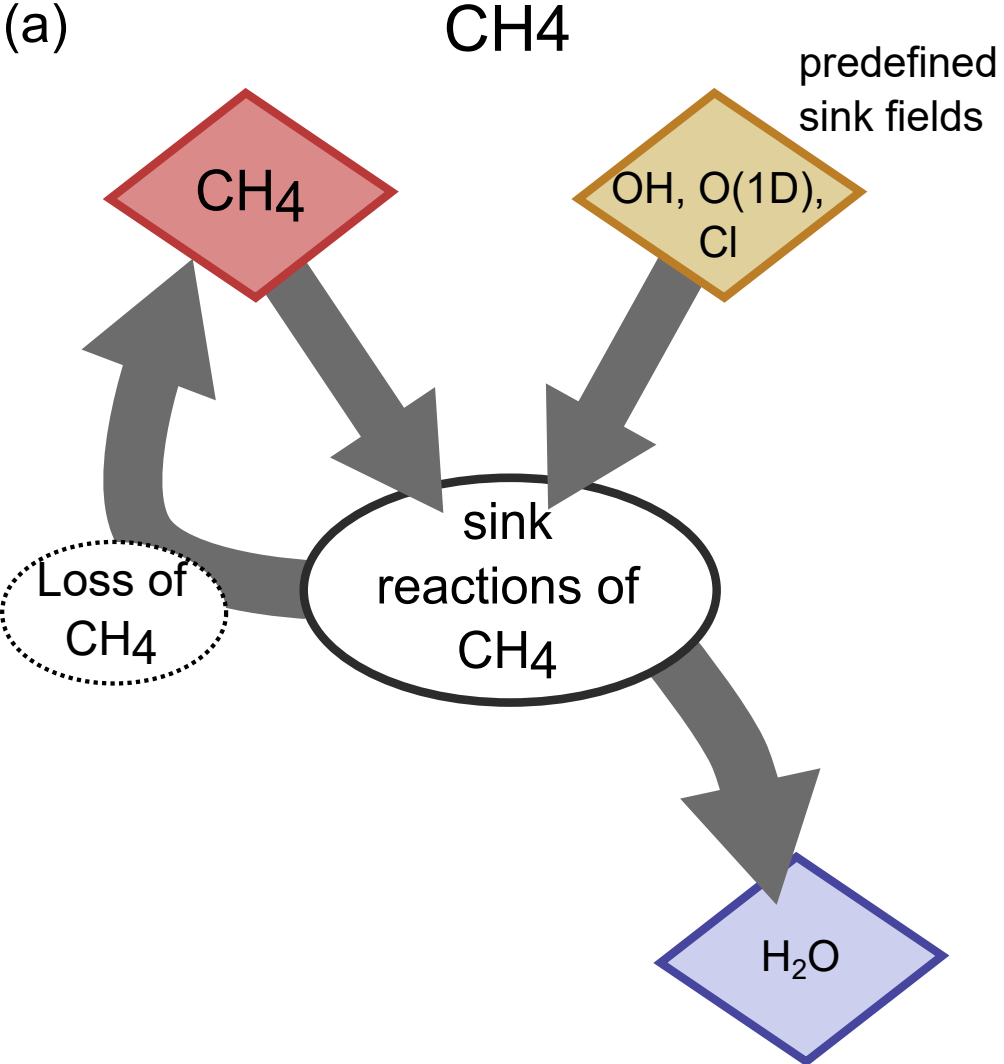 (a)
CH4
predefined
sink fields
CH4
OH, O(1D),
Cl
sink
reactions of
CH4
Loss of
CH4
H₂O